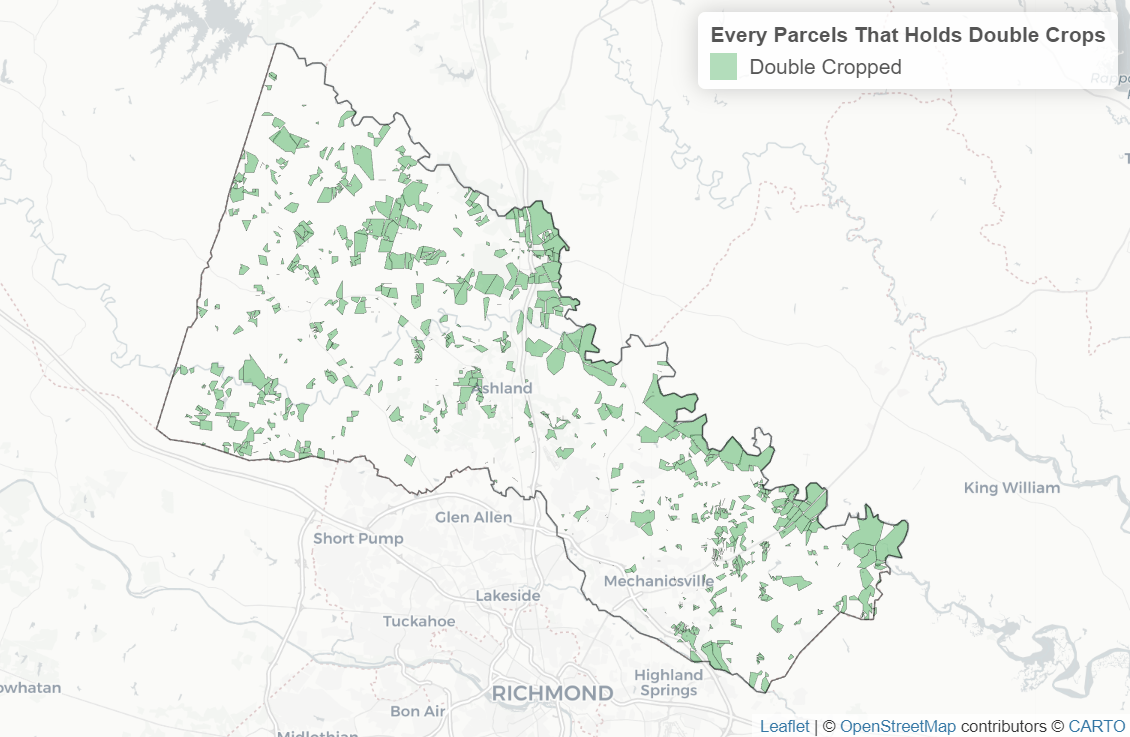 Every Parcels That Holds Double Crops
Double Cropped
Ashland
King William
Glen Allen
Short Pump
Mechanicsville
Lakeside
Tuckahoe
Highland
Springs
owhatan
RICHMOND
Bon Air
Midlothian
Leaflet | © OpenStreetMap contributors © CARTO